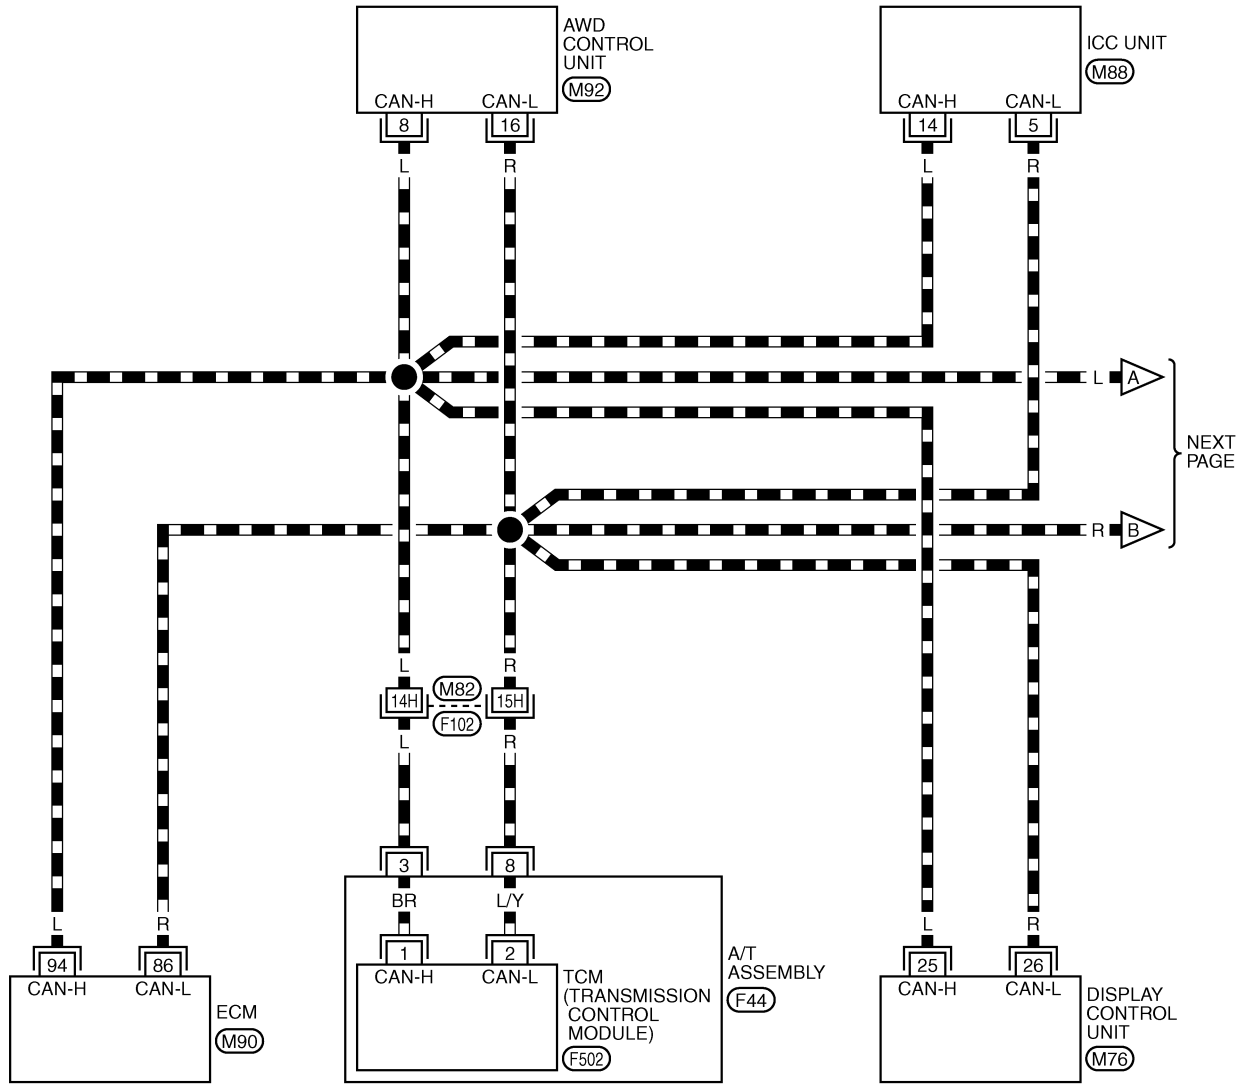 AWD
CONTROL
UNIT
M92
CAN-H CAN-L
8 16
L R
ICC UNIT
M88
CAN-H CAN-L
14 5
L R
L A
NEXT
PAGE
R B
L R
14H M82 15H
F102
L R
3 8
BR L/Y
1 2
CAN-H CAN-L
TCM
(TRANSMISSION
CONTROL
MODULE)
F502
A/T
ASSEMBLY
F44
L R
94 86
CAN-H CAN-L
ECM
M90
L R
25 26
CAN-H CAN-L
DISPLAY
CONTROL
UNIT
M76